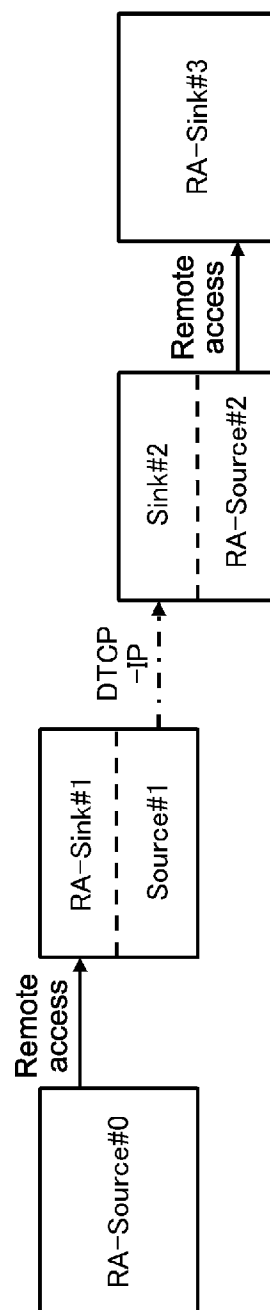 RA-Source#0
Remote
access
RA-Sink#1
Source#1
DTCP
-IP
Sink#2
RA-Source#2
Remote
access
RA-Sink#3